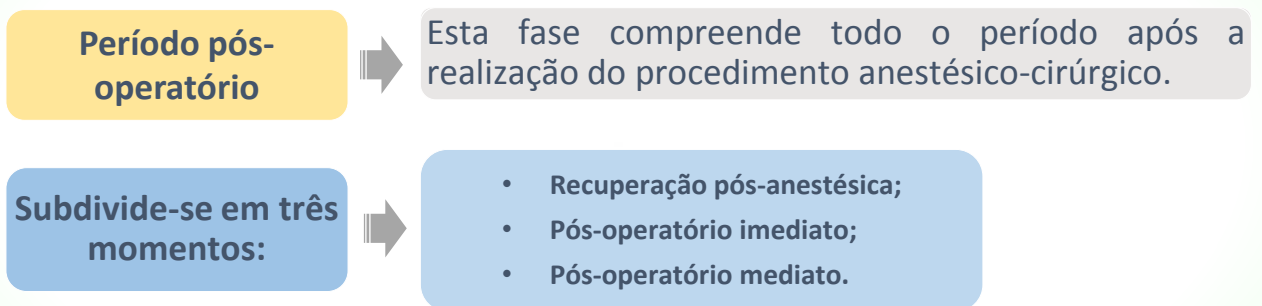 Período pós-
operatório
Esta fase compreende todo o período após a
realização do procedimento anestésico-cirúrgico.
Subdivide-se em três
momentos:
• Recuperação pós-anestésica;
• Pós-operatório imediato;
• Pós-operatório mediato.